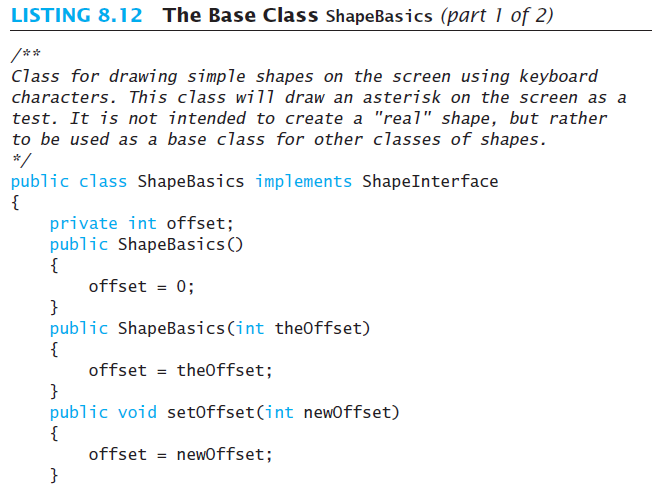 LISTING 8.12 The Base Class ShapeBasics (part 1 of 2)
/**
Class for drawing simple shapes on the screen using keyboard
characters. This class will draw an asterisk on the screen as a
test. It is not intended to create a "real" shape, but rather
to be used as a base class for other classes of shapes.
*/
public class ShapeBasics implements ShapeInterface
{
    private int offset;
    public ShapeBasics()
    {
        offset = 0;
    }
    public ShapeBasics(int theOffset)
    {
        offset = theOffset;
    }
    public void setOffset(int newOffset)
    {
        offset = newOffset;
    }